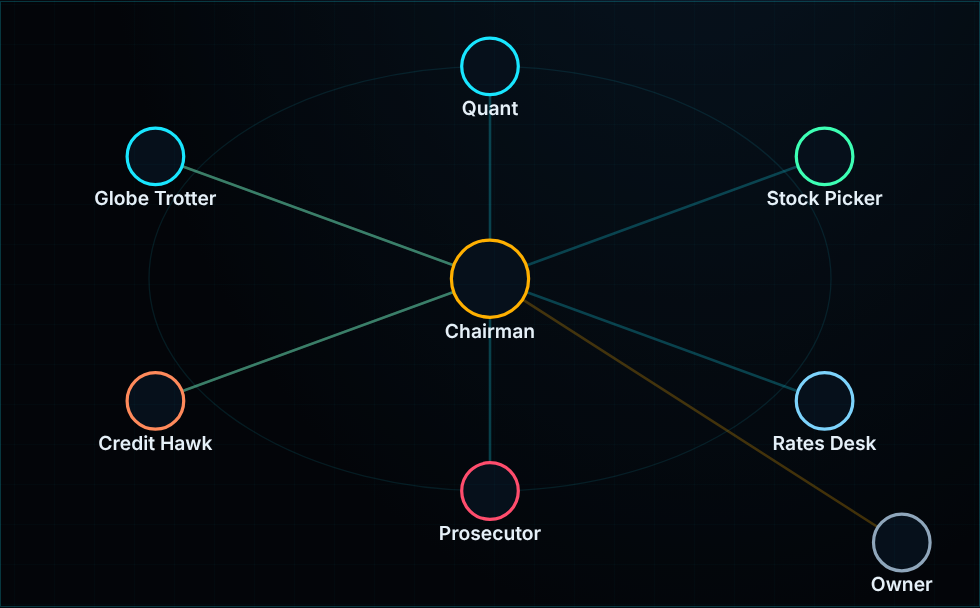 Quant
Globe Trotter
Stock Picker
Chairman
Credit Hawk
Rates Desk
Prosecutor
Owner